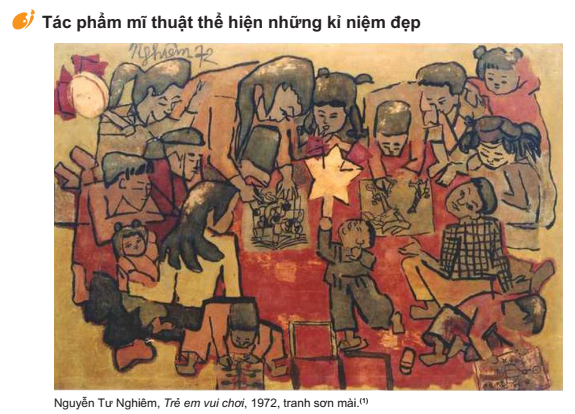 Tác phẩm mĩ thuật thể hiện những kỉ niệm đẹp
Nghiêm 72
Nguyễn Tư Nghiêm, Trẻ em vui chơi, 1972, tranh sơn mài.(1)